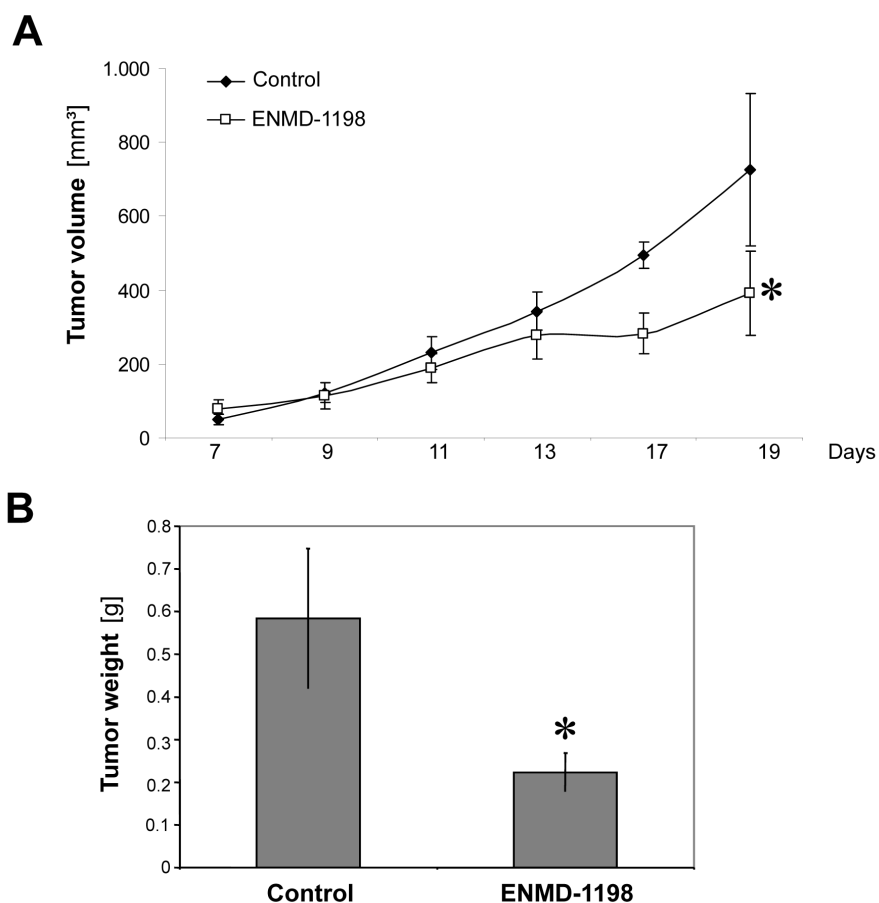 A
Tumor volume [mm³]
1.000
800
600
400
200
0
Control
ENMD-1198
*
7 9 11 13 17 19 Days
B
Tumor weight [g]
0.8
0.7
0.6
0.5
0.4
0.3
0.2
0.1
0
*
Control ENMD-1198